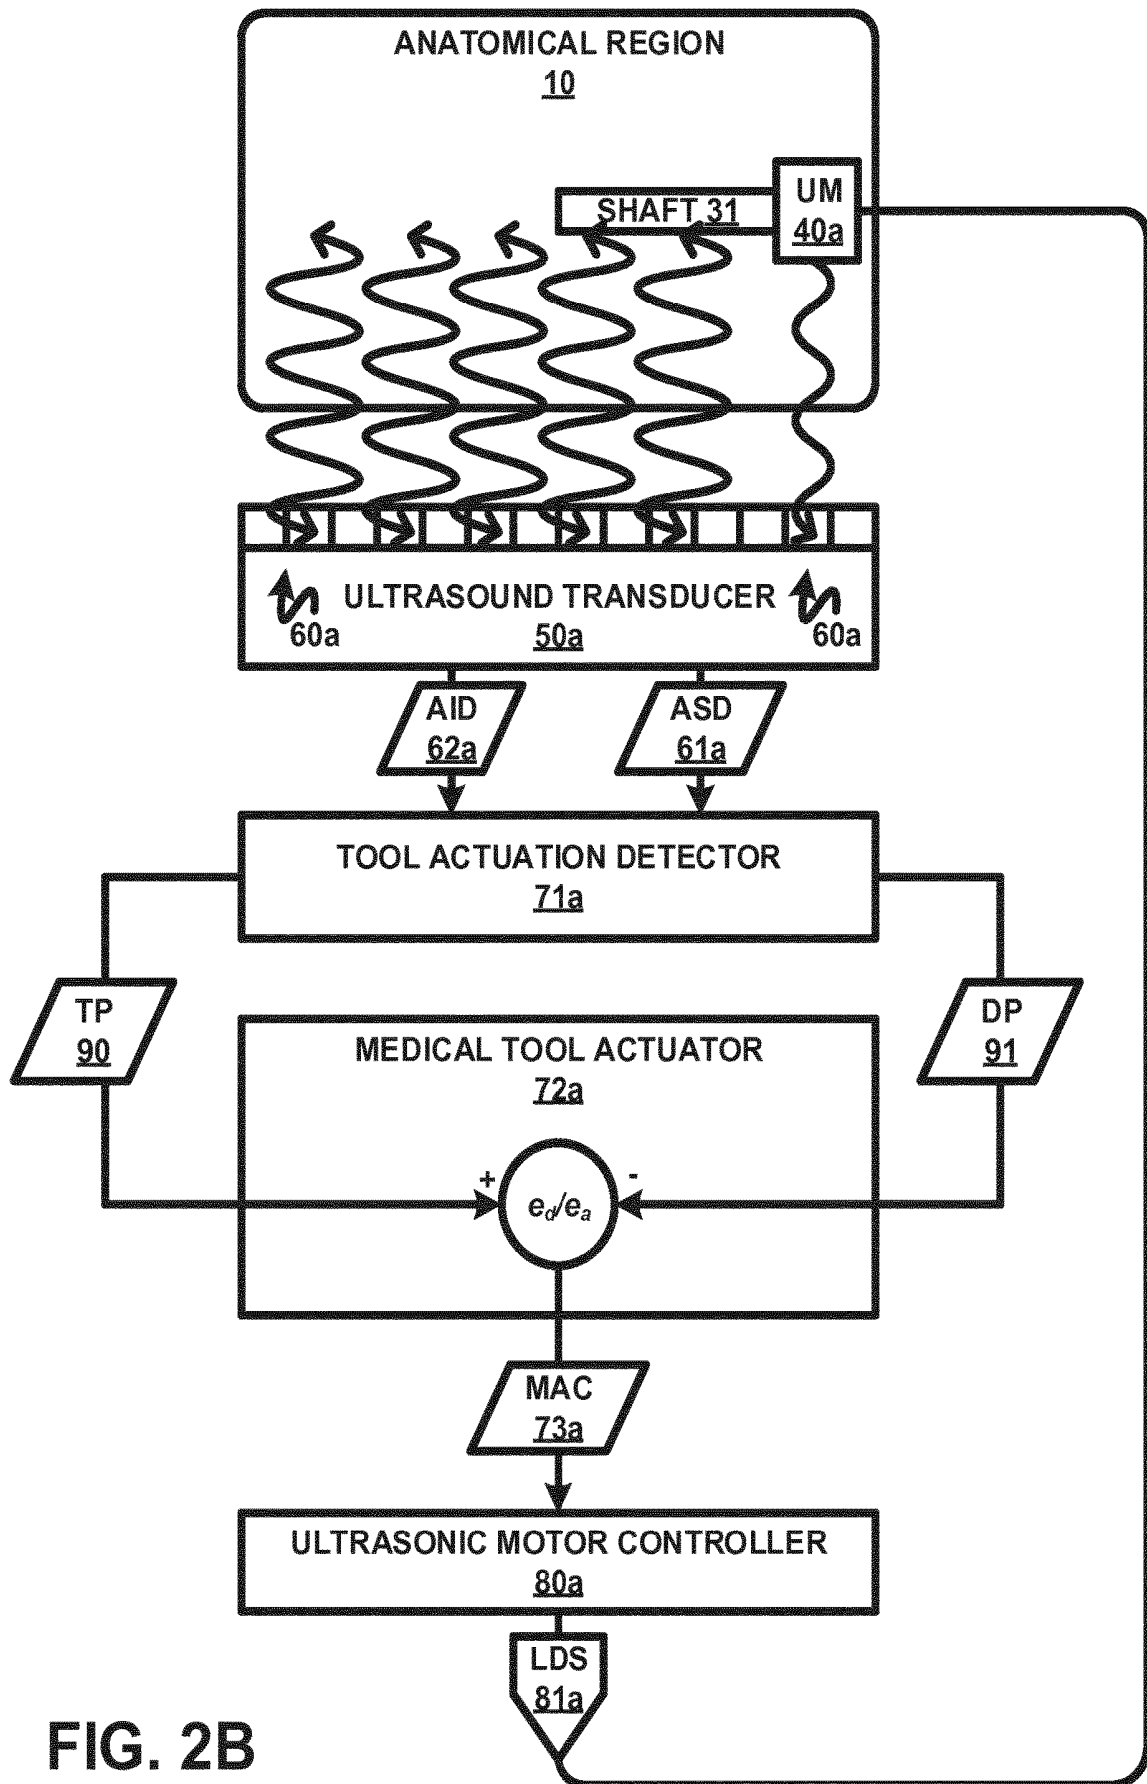 ANATOMICAL REGION
10
SHAFT 31
UM
40a
ULTRASOUND TRANSDUCER
50a
60a
60a
AID
62a
ASD
61a
TOOL ACTUATION DETECTOR
71a
TP
90
DP
91
MEDICAL TOOL ACTUATOR
72a
+
-
ed/ea
MAC
73a
ULTRASONIC MOTOR CONTROLLER
80a
LDS
81a
FIG. 2B